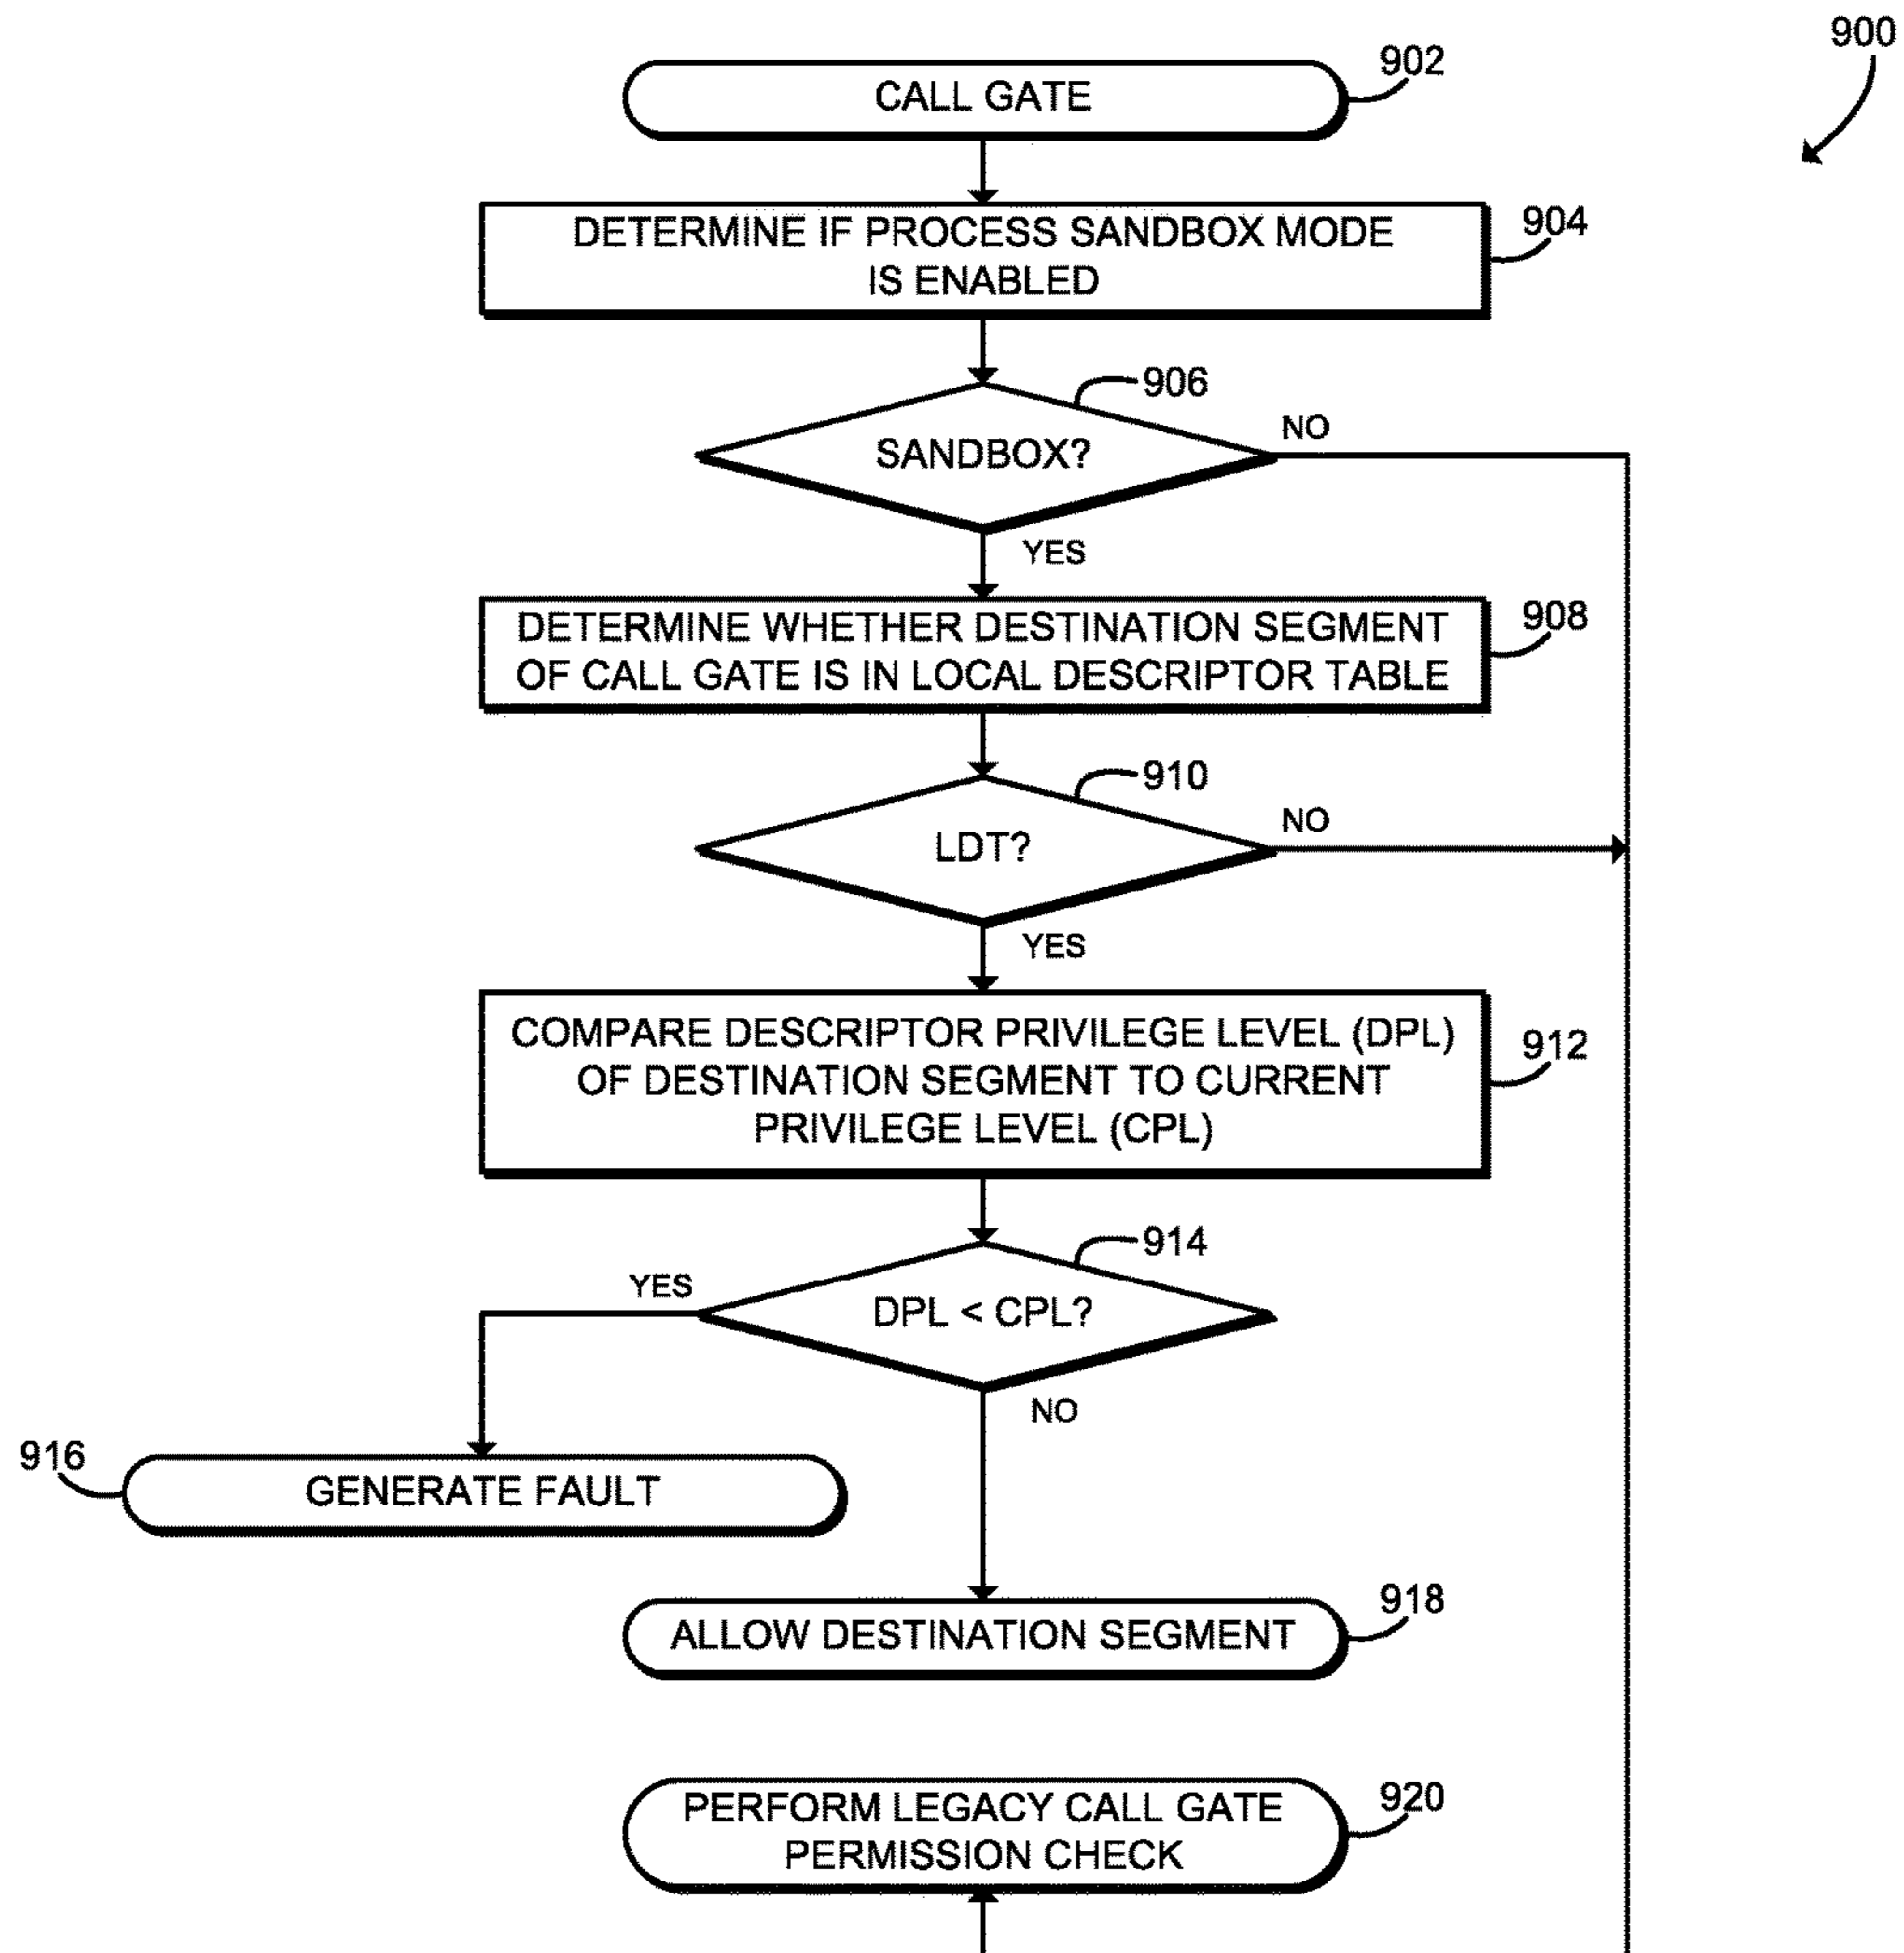 900
902
CALL GATE
904
DETERMINE IF PROCESS SANDBOX MODE
IS ENABLED
906
NO
SANDBOX?
YES
908
DETERMINE WHETHER DESTINATION SEGMENT
OF CALL GATE IS IN LOCAL DESCRIPTOR TABLE
910
NO
LDT?
YES
912
COMPARE DESCRIPTOR PRIVILEGE LEVEL (DPL)
OF DESTINATION SEGMENT TO CURRENT
PRIVILEGE LEVEL (CPL)
914
YES
DPL < CPL?
NO
916
GENERATE FAULT
918
ALLOW DESTINATION SEGMENT
920
PERFORM LEGACY CALL GATE
PERMISSION CHECK